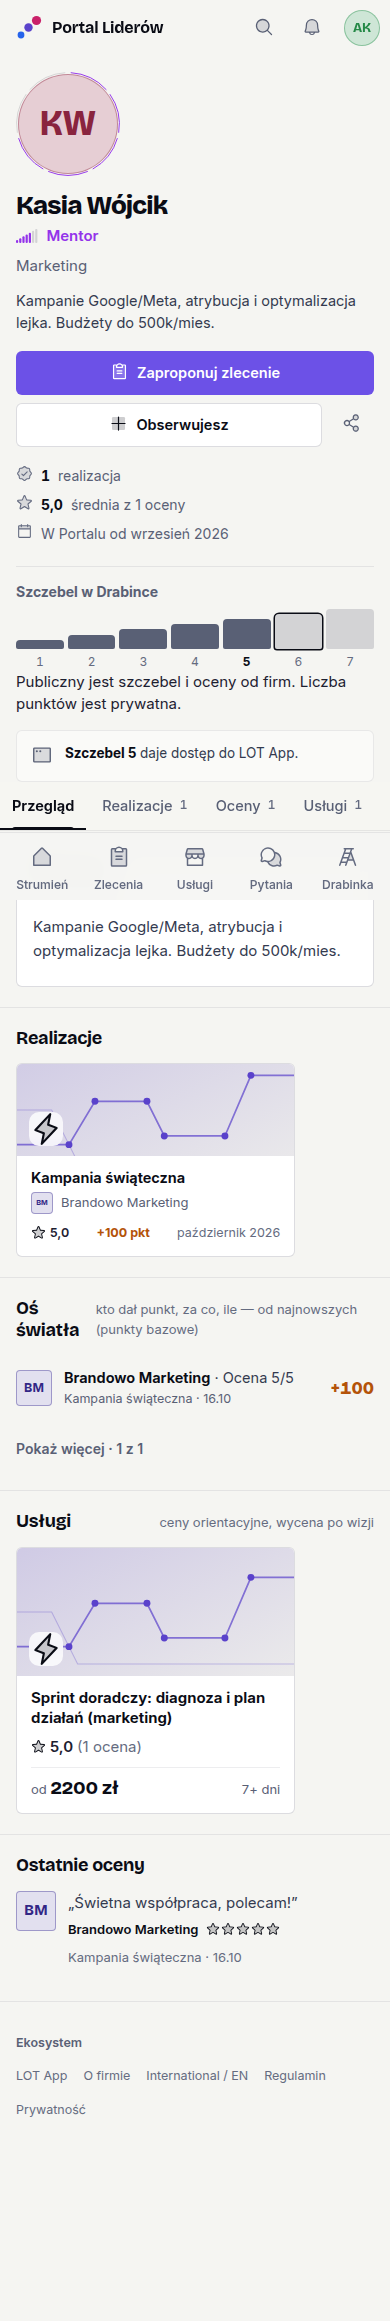 Portal Liderów
AK
KW
Kasia Wójcik
Mentor
Marketing
Kampanie Google/Meta, atrybucja i optymalizacja
lejka. Budżety do 500k/mies.
Zaproponuj zlecenie
Obserwujesz
1 realizacja
5,0 średnia z 1 oceny
W Portalu od wrzesień 2026
Szczebel w Drabince
1 2 3 4 5 6 7
Publiczny jest szczebel i oceny od firm. Liczba
punktów jest prywatna.
Szczebel 5 daje dostęp do LOT App.
Przegląd Realizacje 1 Oceny 1 Usługi 1
Strumień Zlecenia Usługi Pytania Drabinka
Kampanie Google/Meta, atrybucja i
optymalizacja lejka. Budżety do 500k/mies.
Realizacje
Kampania świąteczna
BM Brandowo Marketing
5,0 +100 pkt październik 2026
Oś
światła
kto dał punkt, za co, ile — od najnowszych
(punkty bazowe)
BM
Brandowo Marketing · Ocena 5/5
Kampania świąteczna · 16.10
+100
Pokaż więcej · 1 z 1
Usługi
ceny orientacyjne, wycena po wizji
Sprint doradczy: diagnoza i plan
działań (marketing)
5,0 (1 ocena)
od 2200 zł 7+ dni
Ostatnie oceny
BM
„Świetna współpraca, polecam!”
Brandowo Marketing
Kampania świąteczna · 16.10
Ekosystem
LOT App O firmie International / EN Regulamin
Prywatność